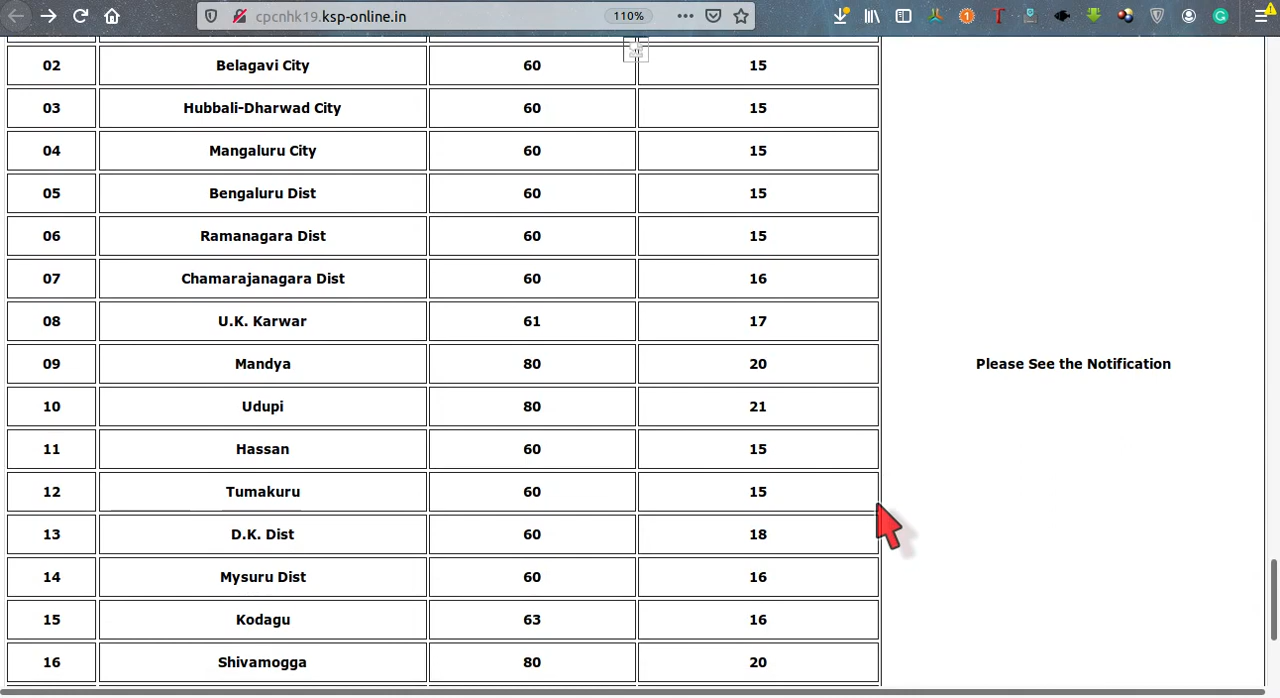 cpcnhk19.ksp-online.in 110%
02 Belagavi City 60 15
03 Hubbali-Dharwad City 60 15
04 Mangaluru City 60 15
05 Bengaluru Dist 60 15
06 Ramanagara Dist 60 15
07 Chamarajanagara Dist 60 16
08 U.K. Karwar 61 17
09 Mandya 80 20 Please See the Notification
10 Udupi 80 21
11 Hassan 60 15
12 Tumakuru 60 15
13 D.K. Dist 60 18
14 Mysuru Dist 60 16
15 Kodagu 63 16
16 Shivamogga 80 20